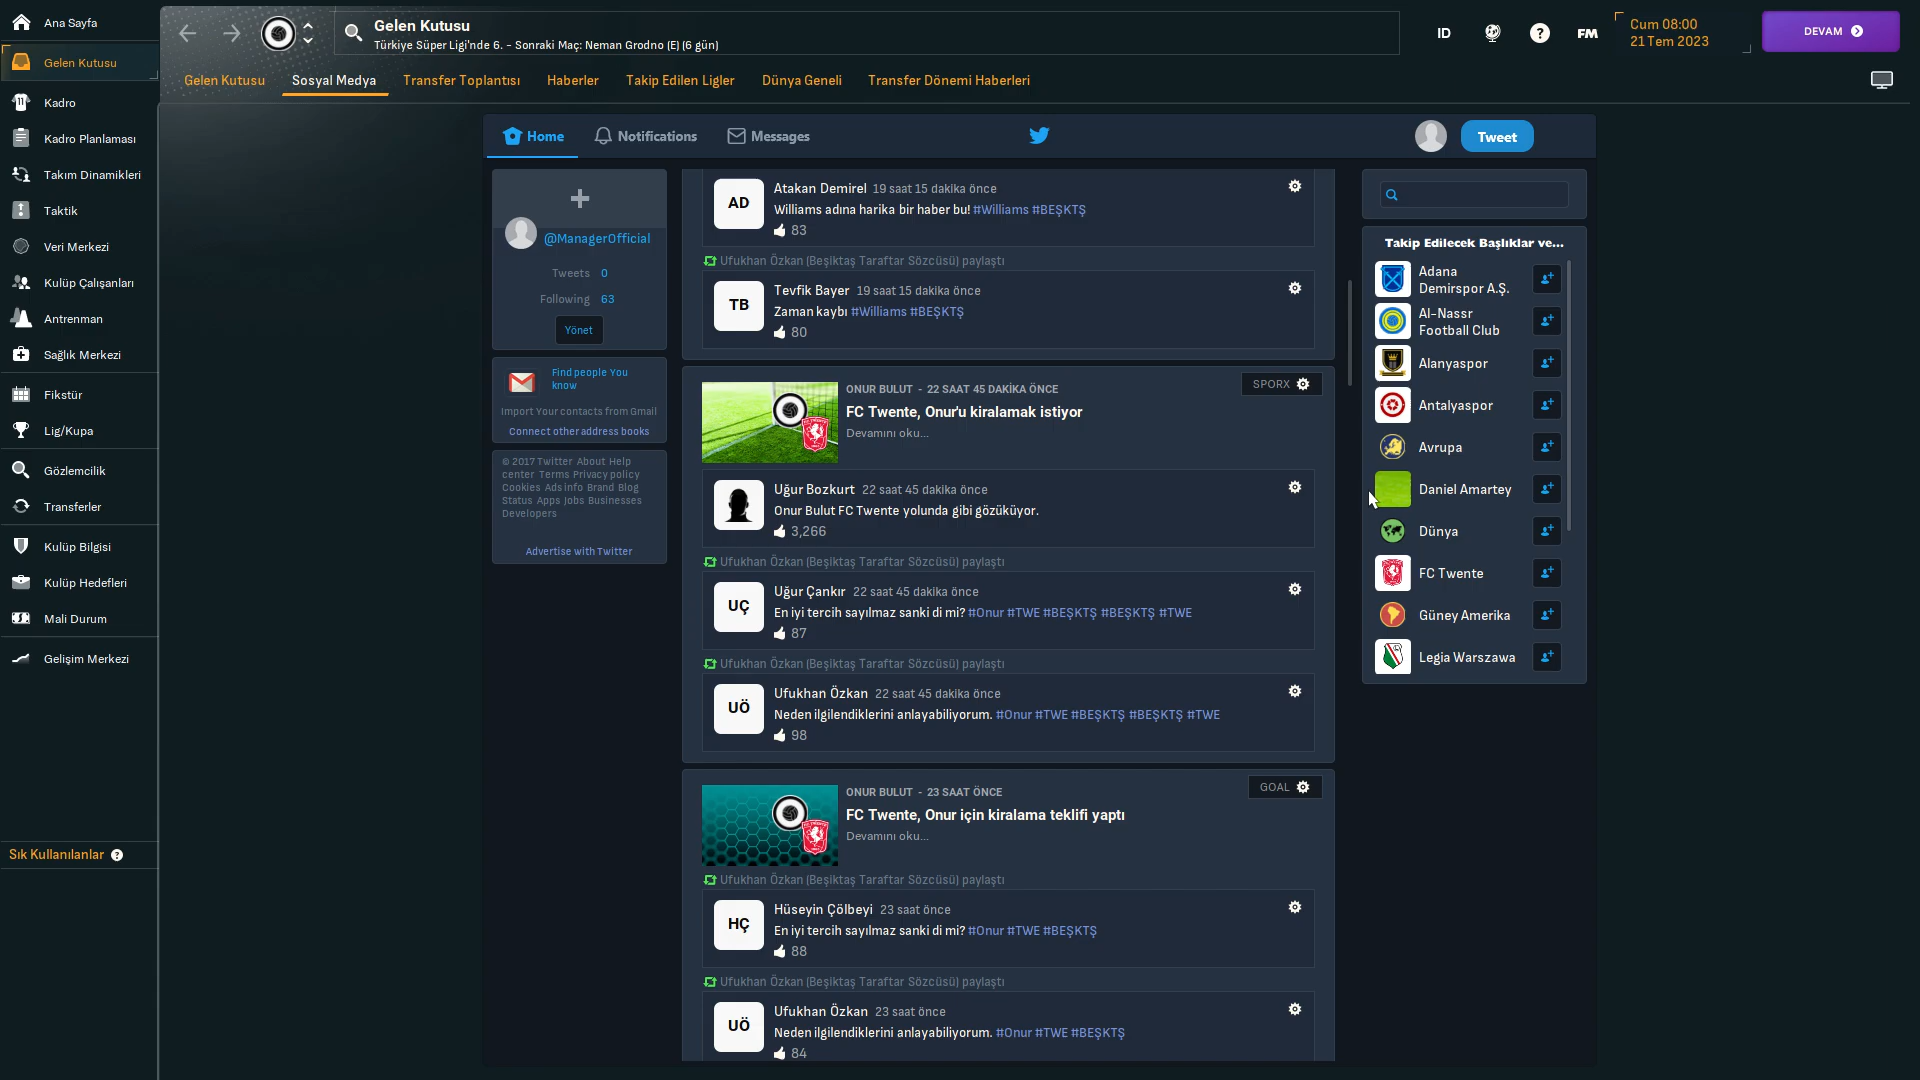 Ana Sayfa
Gelen Kutusu
Kadro
Kadro Planlaması
Takım Dinamikleri
Taktik
Veri Merkezi
Kulüp Çalışanları
Antrenman
Sağlık Merkezi
Fikstür
Lig/Kupa
Gözlemcilik
Transferler
Kulüp Bilgisi
Kulüp Hedefleri
Mali Durum
Gelişim Merkezi
Sık Kullanılanlar ?
Gelen Kutusu
Türkiye Süper Ligi'nde 6. - Sonraki Maç: Neman Grodno (E) (6 gün)
ID
?
FM
Cum 08:00
21 Tem 2023
DEVAM
Gelen Kutusu
Sosyal Medya
Transfer Toplantısı
Haberler
Takip Edilen Ligler
Dünya Geneli
Transfer Dönemi Haberleri
Home
Notifications
Messages
Tweet
@ManagerOfficial
Tweets 0
Following 63
Yönet
Find people You
know
Import Your contacts from Gmail
Connect other address books
© 2017 Twitter About Help
center Terms Privacy policy
Cookies Ads info Brand Blog
Status Apps Jobs Businesses
Developers
Advertise with Twitter
AD
Atakan Demirel 19 saat 15 dakika önce
Williams adına harika bir haber bu! #Williams #BEŞKTŞ
83
Ufukhan Özkan (Beşiktaş Taraftar Sözcüsü) paylaştı
TB
Tevfik Bayer 19 saat 15 dakika önce
Zaman kaybı #Williams #BEŞKTŞ
80
ONUR BULUT - 22 SAAT 45 DAKİKA ÖNCE
SPORX
FC Twente, Onur'u kiralamak istiyor
Devamını oku...
Uğur Bozkurt 22 saat 45 dakika önce
Onur Bulut FC Twente yolunda gibi gözüküyor.
3,266
Ufukhan Özkan (Beşiktaş Taraftar Sözcüsü) paylaştı
UÇ
Uğur Çankır 22 saat 45 dakika önce
En iyi tercih sayılmaz sanki di mi? #Onur #TWE #BEŞKTŞ #BEŞKTŞ #TWE
87
Ufukhan Özkan (Beşiktaş Taraftar Sözcüsü) paylaştı
UÖ
Ufukhan Özkan 22 saat 45 dakika önce
Neden ilgilendiklerini anlayabiliyorum. #Onur #TWE #BEŞKTŞ #BEŞKTŞ #TWE
98
ONUR BULUT - 23 SAAT ÖNCE
GOAL
FC Twente, Onur için kiralama teklifi yaptı
Devamını oku...
Ufukhan Özkan (Beşiktaş Taraftar Sözcüsü) paylaştı
HÇ
Hüseyin Çölbeyi 23 saat önce
En iyi tercih sayılmaz sanki di mi? #Onur #TWE #BEŞKTŞ
88
Ufukhan Özkan (Beşiktaş Taraftar Sözcüsü) paylaştı
UÖ
Ufukhan Özkan 23 saat önce
Neden ilgilendiklerini anlayabiliyorum. #Onur #TWE #BEŞKTŞ
84
Takip Edilecek Başlıklar ve...
Adana
Demirspor A.Ş.
Al-Nassr
Football Club
Alanyaspor
Antalyaspor
Avrupa
Daniel Amartey
Dünya
FC Twente
Güney Amerika
Legia Warszawa